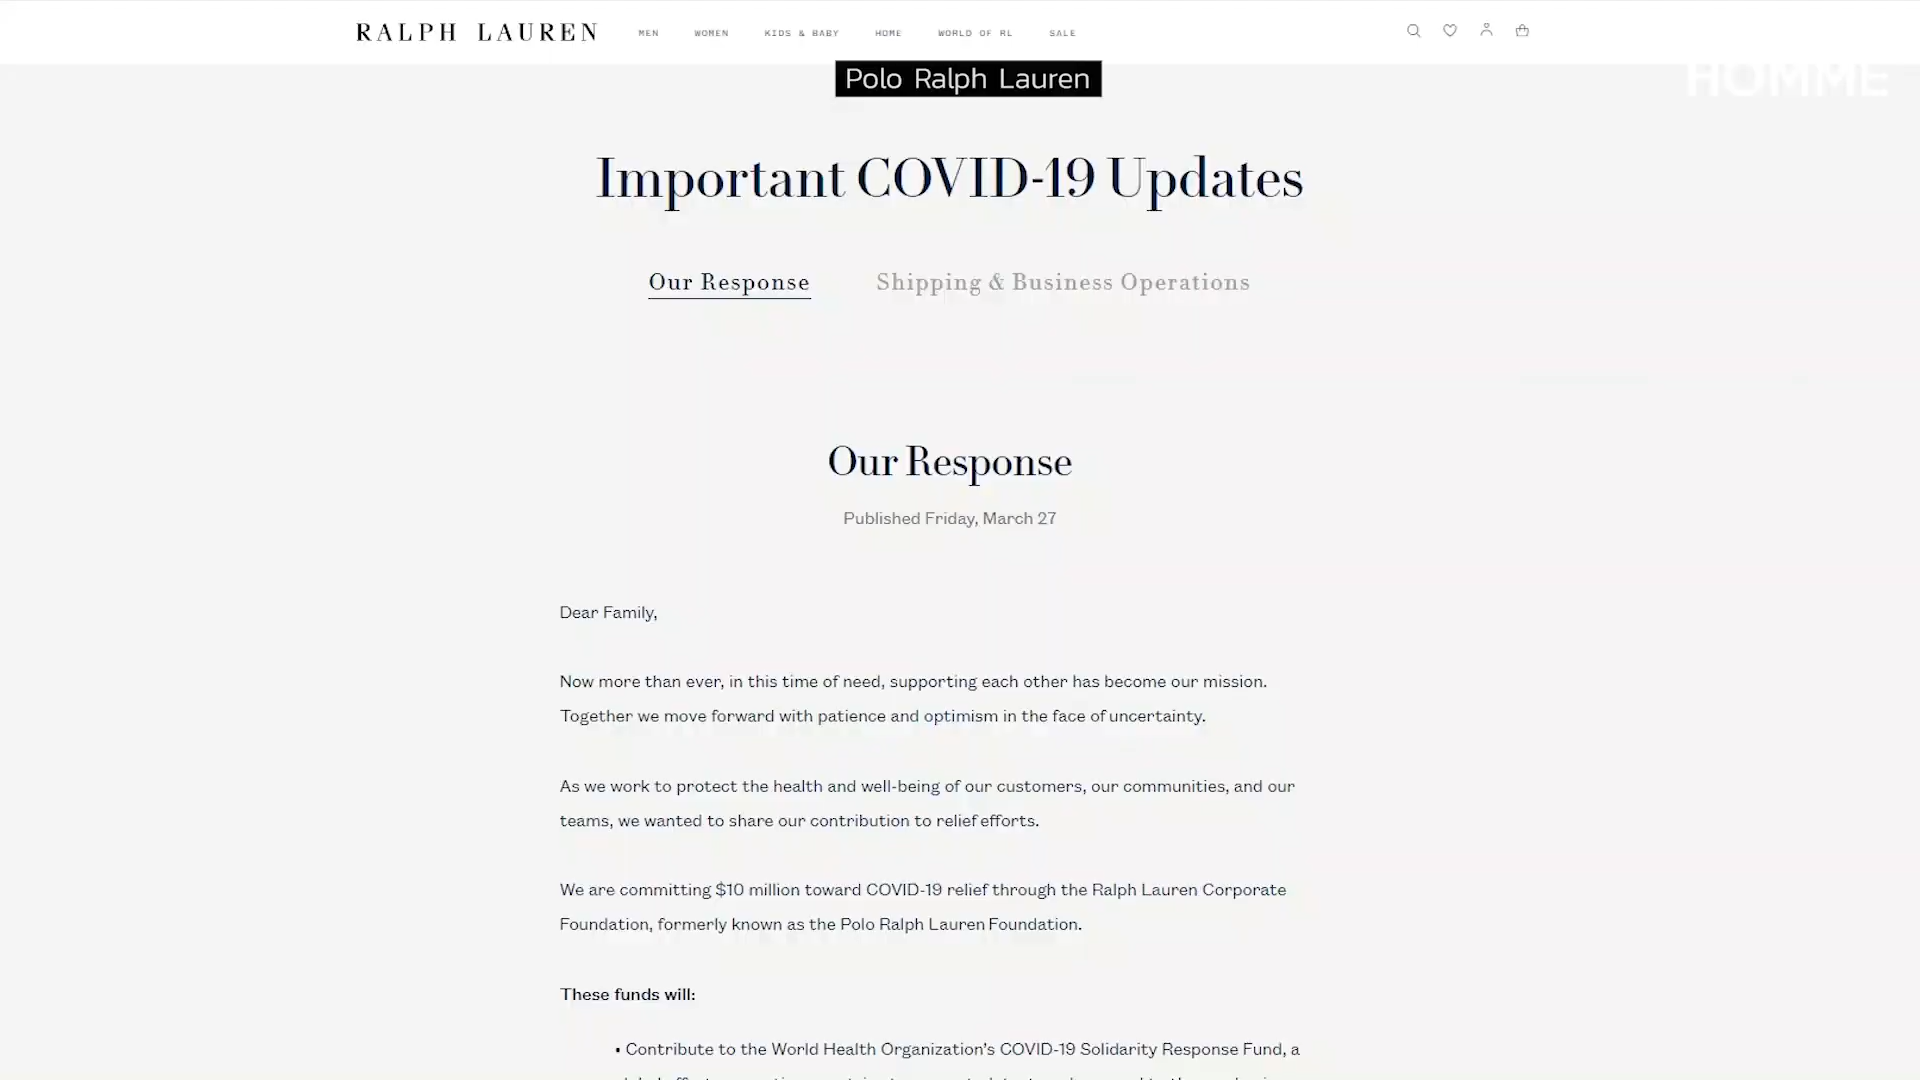 RALPH LAUREN
MEN WOMEN KIDS & BABY HOME WORLD OF RL SALE
HOMME
Polo Ralph Lauren
Important COVID-19 Updates
Our Response Shipping & Business Operations
Our Response
Published Friday, March 27
Dear Family,
Now more than ever, in this time of need, supporting each other has become our mission.
Together we move forward with patience and optimism in the face of uncertainty.
As we work to protect the health and well-being of our customers, our communities, and our
teams, we wanted to share our contribution to relief efforts.
We are committing $10 million toward COVID-19 relief through the Ralph Lauren Corporate
Foundation, formerly known as the Polo Ralph Lauren Foundation.
These funds will:
• Contribute to the World Health Organization’s COVID-19 Solidarity Response Fund, a